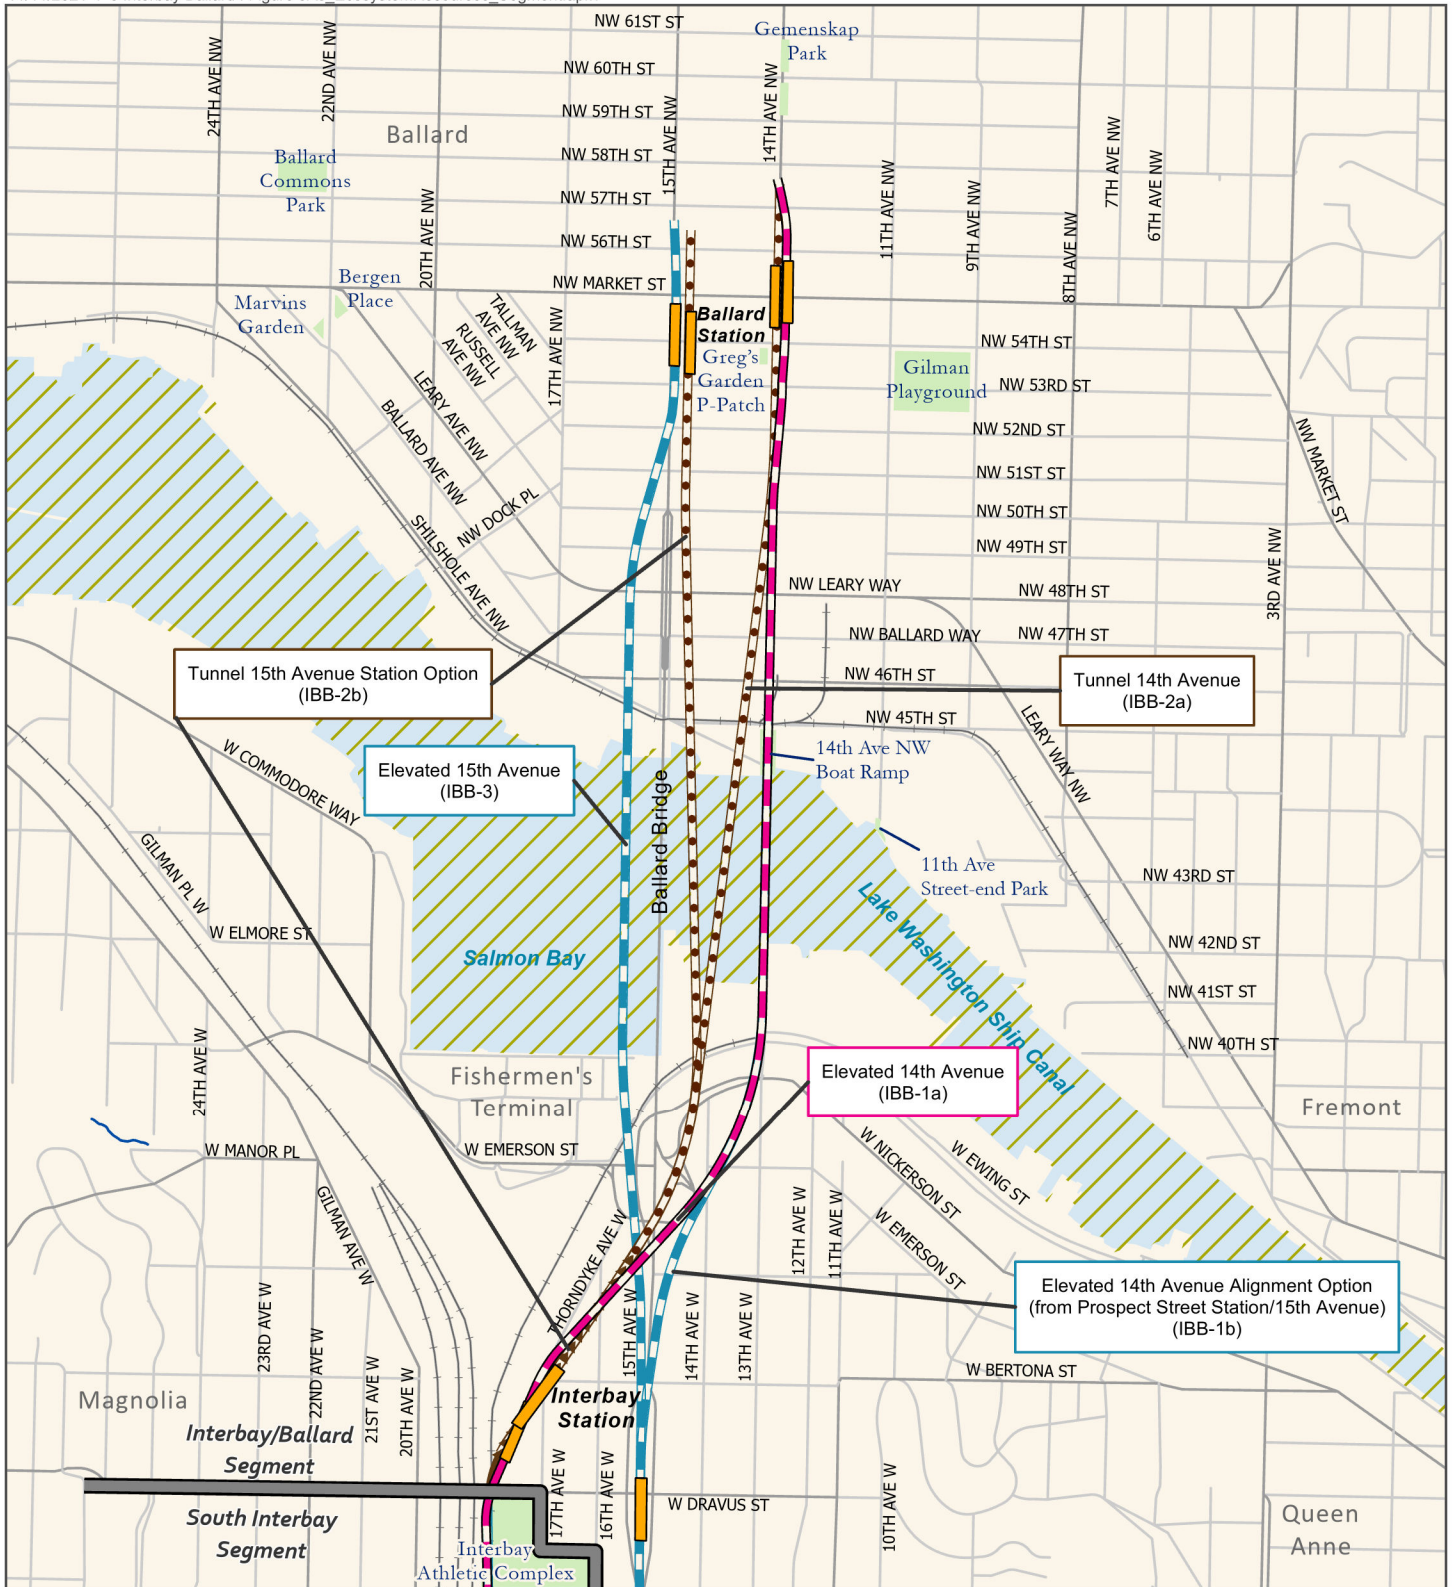 NW 61ST ST
Gemenskap
Park
NW 60TH ST
24TH AVE NW
22ND AVE NW
15TH AVE NW
14TH AVE NW
NW 59TH ST
Ballard
NW 58TH ST
Ballard
Commons
Park
7TH AVE NW
6TH AVE NW
11TH AVE NW
9TH AVE NW
8TH AVE NW
20TH AVE NW
NW 57TH ST
NW 56TH ST
NW MARKET ST
Bergen
Place
Marvins
Garden
TALLMAN
AVE NW
RUSSELL
AVE NW
17TH AVE NW
Ballard
Station
Greg's
Garden
P-Patch
NW 54TH ST
Gilman
Playground
NW 53RD ST
LEARY AVE NW
BALLARD AVE NW
NW 52ND ST
NW MARKET ST
NW 51ST ST
NW DOCK PL
NW 50TH ST
SHILSHOLE AVE NW
NW 49TH ST
3RD AVE NW
NW LEARY WAY
NW 48TH ST
NW BALLARD WAY
NW 47TH ST
Tunnel 15th Avenue Station Option
(IBB-2b)
NW 46TH ST
Tunnel 14th Avenue
(IBB-2a)
NW 45TH ST
LEARY WAY NW
W COMMODORE WAY
Elevated 15th Avenue
(IBB-3)
14th Ave NW
Boat Ramp
Ballard Bridge
GILMAN PL W
11th Ave
Street-end Park
NW 43RD ST
W ELMORE ST
Salmon Bay
Lake Washington Ship Canal
NW 42ND ST
NW 41ST ST
24TH AVE W
NW 40TH ST
Fishermen's
Terminal
Elevated 14th Avenue
(IBB-1a)
Fremont
W MANOR PL
W EMERSON ST
W NICKERSON ST
W EWING ST
GILMAN AVE W
THORNDYKE AVE W
12TH AVE W
11TH AVE W
W EMERSON ST
Elevated 14th Avenue Alignment Option
(from Prospect Street Station/15th Avenue)
(IBB-1b)
23RD AVE W
22ND AVE W
21ST AVE W
20TH AVE W
15TH AVE W
14TH AVE W
13TH AVE W
W BERTONA ST
Magnolia
Interbay
Station
Interbay/Ballard
Segment
17TH AVE W
16TH AVE W
W DRAVUS ST
10TH AVE W
South Interbay
Segment
Queen
Anne
Interbay
Athletic Complex